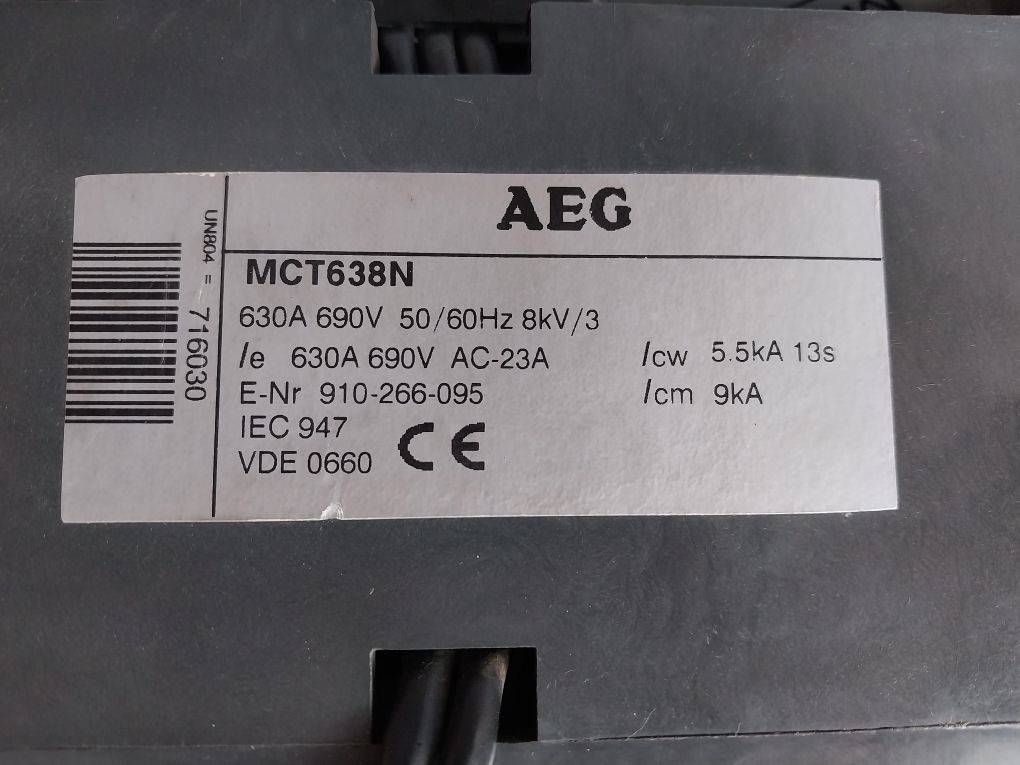 AEG
UN804 = 716030
MCT638N
630A 690V 50/60Hz 8kV/3
Ie 630A 690V AC-23A Icw 5.5kA 13s
E-Nr 910-266-095 Icm 9kA
IEC 947
VDE 0660 CE